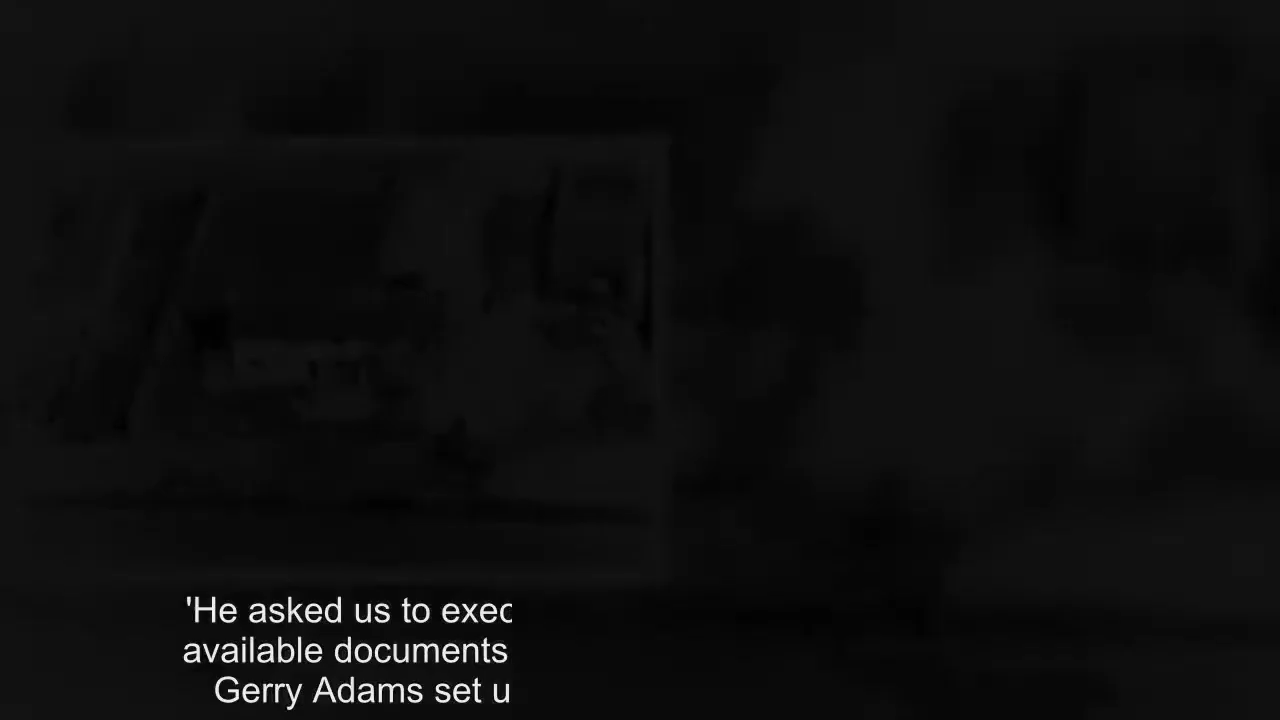 'He asked us to exec
available documents
Gerry Adams set u